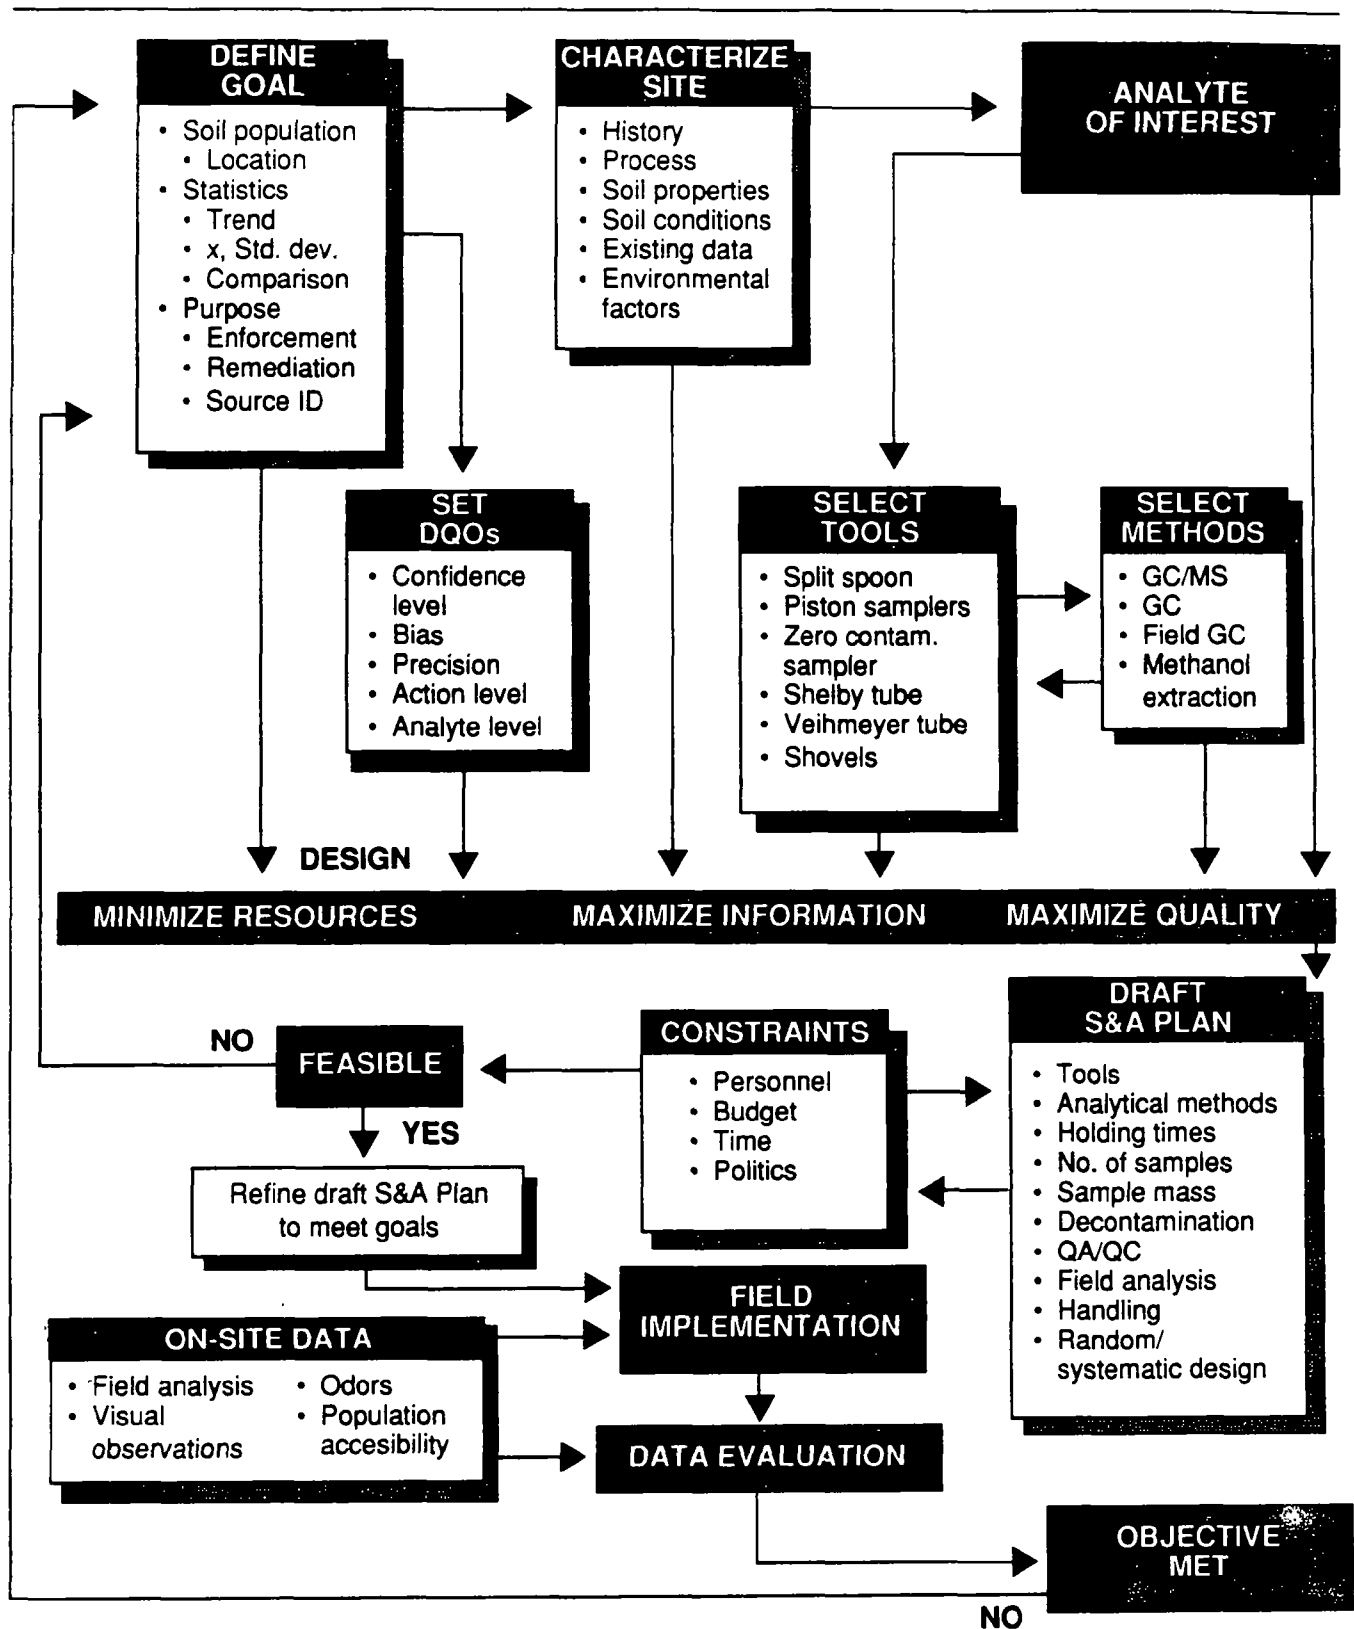 DEFINE
GOAL
• Soil population
• Location
• Statistics
• Trend
• x, Std. dev.
• Comparison
• Purpose
• Enforcement
• Remediation
• Source ID
CHARACTERIZE
SITE
• History
• Process
• Soil properties
• Soil conditions
• Existing data
• Environmental
factors
ANALYTE
OF INTEREST
SET
DQOs
• Confidence
level
• Bias
• Precision
• Action level
• Analyte level
SELECT
TOOLS
• Split spoon
• Piston samplers
• Zero contam.
sampler
• Shelby tube
• Veihmeyer tube
• Shovels
SELECT
METHODS
• GC/MS
• GC
• Field GC
• Methanol
extraction
DESIGN
MINIMIZE RESOURCES
MAXIMIZE INFORMATION
MAXIMIZE QUALITY
DRAFT
S&A PLAN
• Tools
• Analytical methods
• Holding times
• No. of samples
• Sample mass
• Decontamination
• QA/QC
• Field analysis
• Handling
• Random/
systematic design
CONSTRAINTS
• Personnel
• Budget
• Time
• Politics
NO
FEASIBLE
YES
Refine draft S&A Plan
to meet goals
FIELD
IMPLEMENTATION
ON-SITE DATA
• Field analysis
• Visual
observations
• Odors
• Population
accesibility
DATA EVALUATION
OBJECTIVE
MET
NO